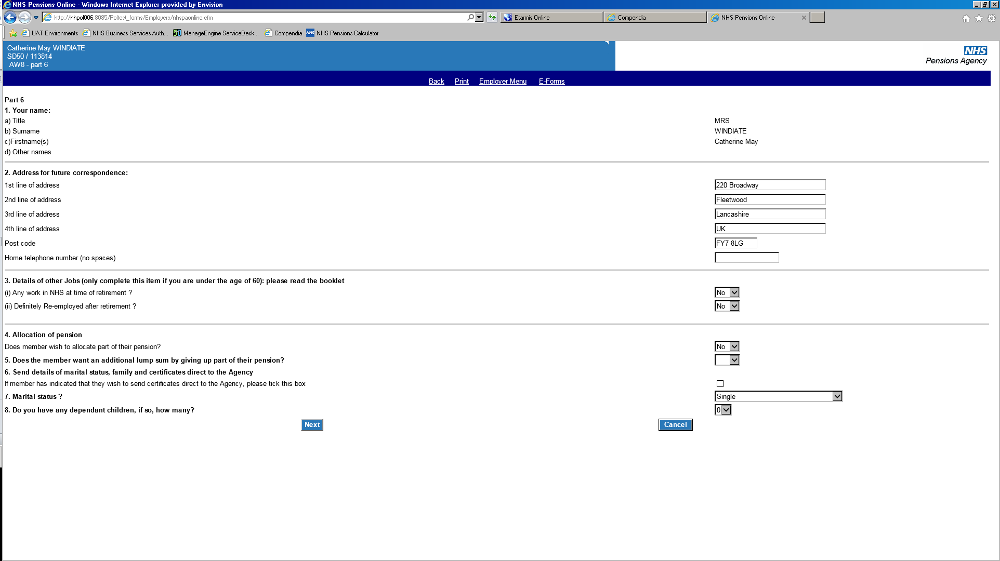 NHS Pensions Online - Windows Internet Explorer provided by Envision
http://hhpol006:8085/Poltest_forms/Employers/nhspaonline.cfm
Etarmis Online
Compendia
NHS Pensions Online
UAT Environments
NHS Business Services Auth...
ManageEngine ServiceDesk...
Compendia
NHS
NHS Pensions Calculator
Catherine May WINDIATE
SD50 / 113814
AW8 - part 6
NHS
Pensions Agency
Back Print Employer Menu E-Forms
Part 6
1. Your name:
a) Title MRS
b) Surname WINDIATE
c)Firstname(s) Catherine May
d) Other names
2. Address for future correspondence:
1st line of address 220 Broadway
2nd line of address Fleetwood
3rd line of address Lancashire
4th line of address UK
Post code FY7 8LG
Home telephone number (no spaces)
3. Details of other Jobs (only complete this item if you are under the age of 60): please read the booklet
(i) Any work in NHS at time of retirement ? No
(ii) Definitely Re-employed after retirement ? No
4. Allocation of pension
Does member wish to allocate part of their pension? No
5. Does the member want an additional lump sum by giving up part of their pension?
6. Send details of marital status, family and certificates direct to the Agency
If member has indicated that they wish to send certificates direct to the Agency, please tick this box
7. Marital status ? Single
8. Do you have any dependant children, if so, how many? 0
Next Cancel